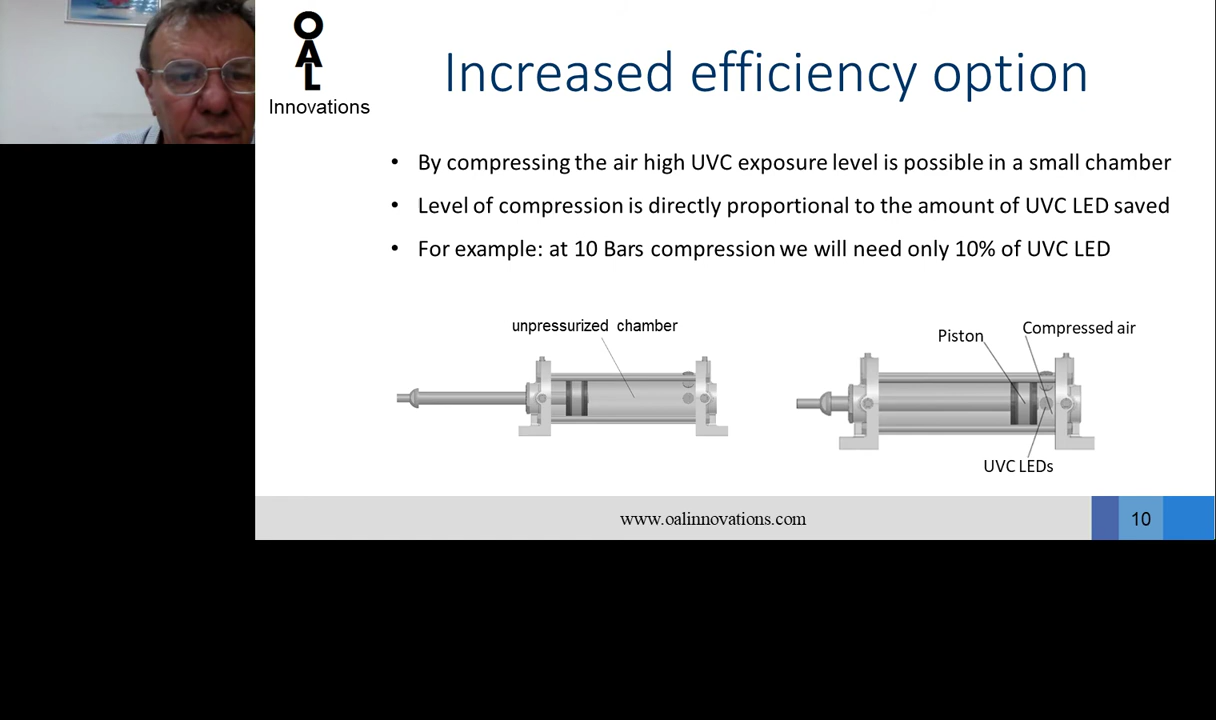 OAL
Innovations
Increased efficiency option
• By compressing the air high UVC exposure level is possible in a small chamber
• Level of compression is directly proportional to the amount of UVC LED saved
• For example: at 10 Bars compression we will need only 10% of UVC LED
unpressurized chamber
Piston
Compressed air
UVC LEDs
www.oalinnovations.com
10